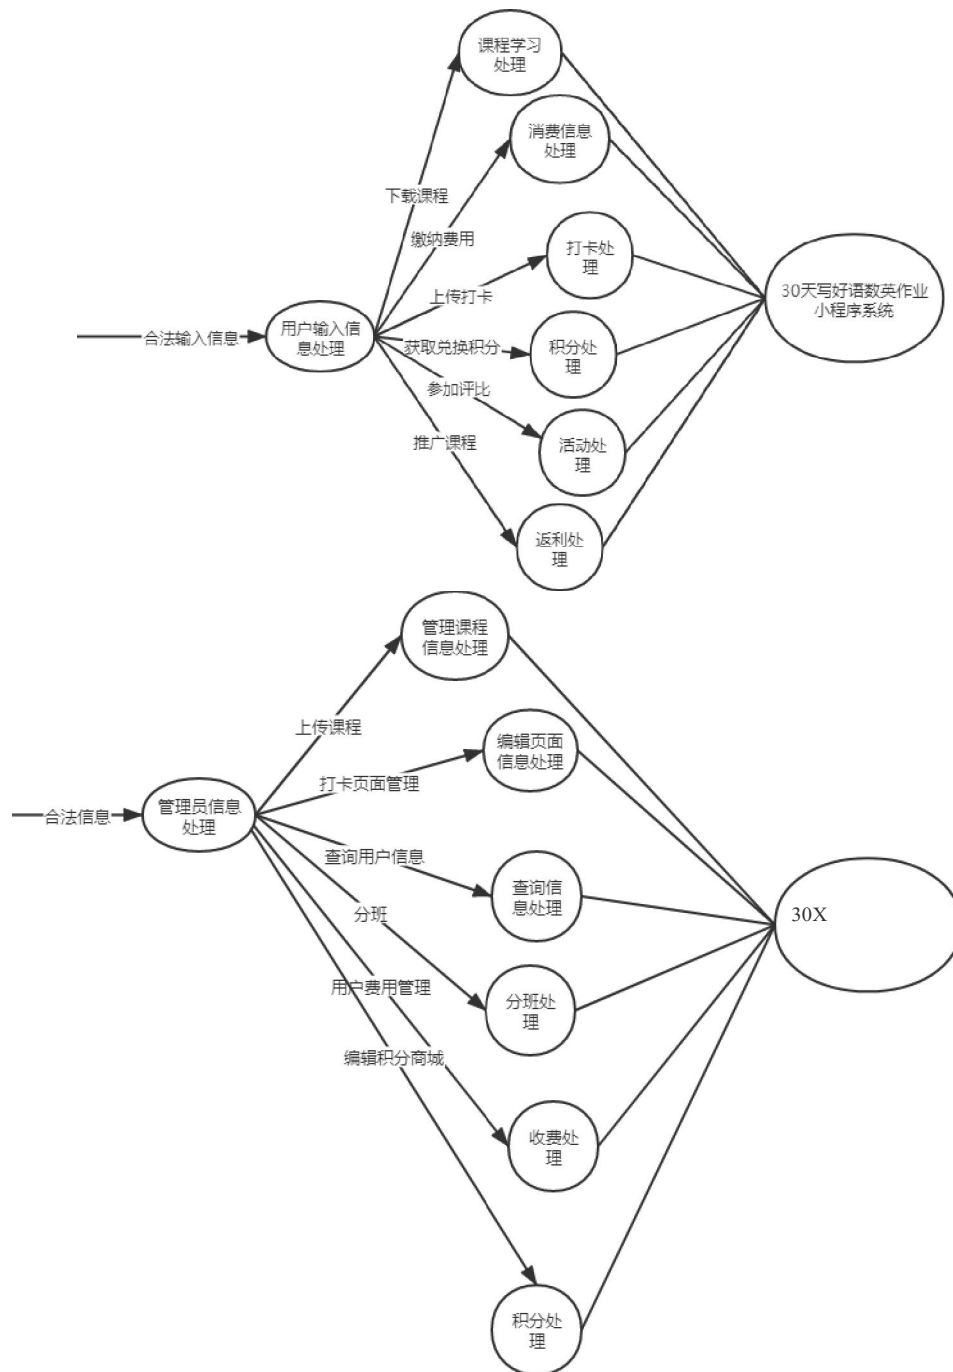 课程学习
处理
消费信息
处理
下载课程
缴纳费用
打卡处
理
上传打卡
30天写好语数英作业
小程序系统
合法输入信息
用户输入信
息处理
获取兑换积分
积分处
理
参加评比
推广课程
活动处
理
返利处
理
管理课程
信息处理
上传课程
编辑页面
信息处理
打卡页面管理
合法信息
管理员信息
处理
查询用户信息
查询信
息处理
分班
30X
用户费用管理
分班处
理
编辑积分商城
收费处
理
积分处
理